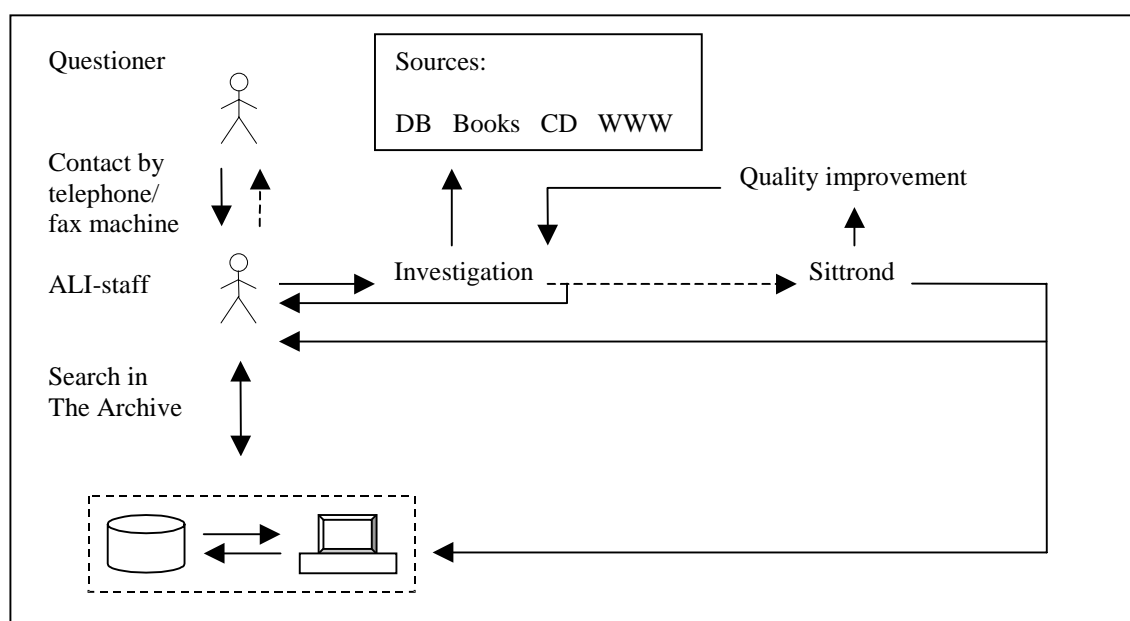 Questioner
Sources:
DB Books CD WWW
Contact by
telephone/
fax machine
Quality improvement
ALI-staff
Investigation
Sittrond
Search in
The Archive